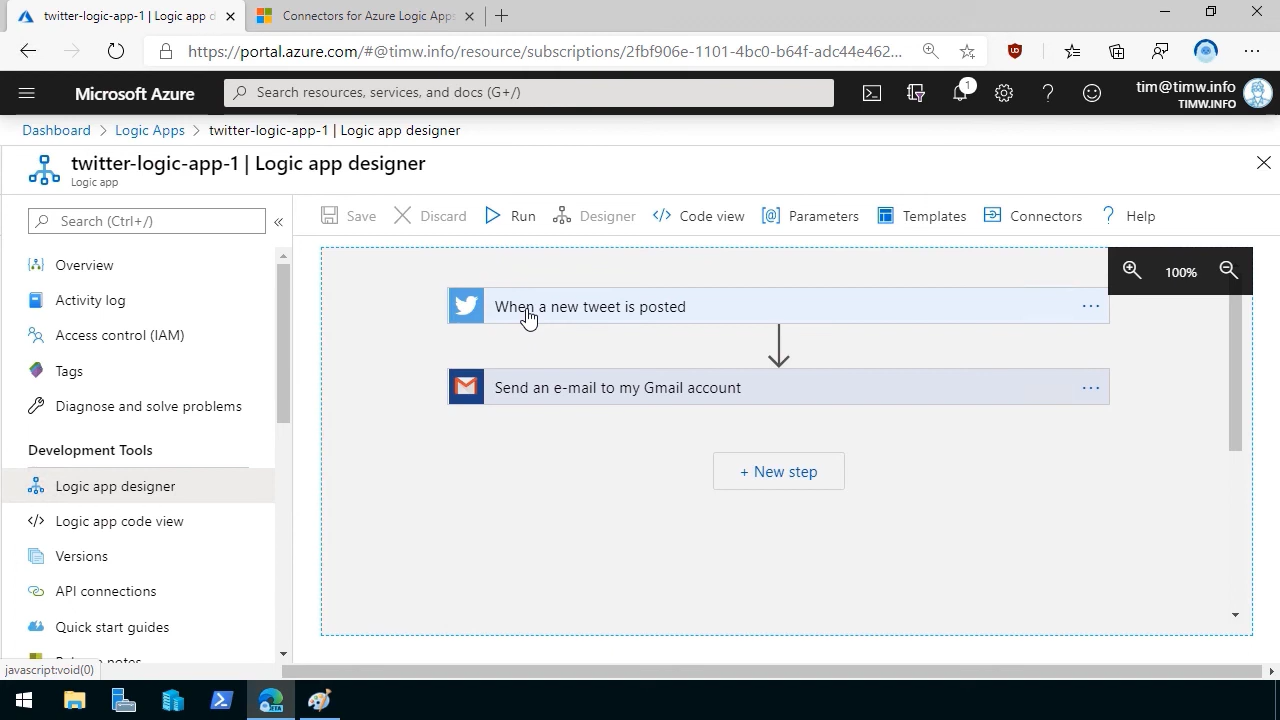 twitter-logic-app-1 | Logic app d
Connectors for Azure Logic Apps
https://portal.azure.com/#@timw.info/resource/subscriptions/2fbf906e-1101-4bc0-b64f-adc44e462...
Microsoft Azure
Search resources, services, and docs (G+/)
1
tim@timw.info
TIMW.INFO
Dashboard > Logic Apps > twitter-logic-app-1 | Logic app designer
twitter-logic-app-1 | Logic app designer
Logic app
Search (Ctrl+/)
«
Save
Discard
Run
Designer
Code view
Parameters
Templates
Connectors
Help
Overview
Activity log
Access control (IAM)
Tags
Diagnose and solve problems
Development Tools
Logic app designer
Logic app code view
Versions
API connections
Quick start guides
100%
When a new tweet is posted
...
Send an e-mail to my Gmail account
...
+ New step
javascript:void(0)
BETA